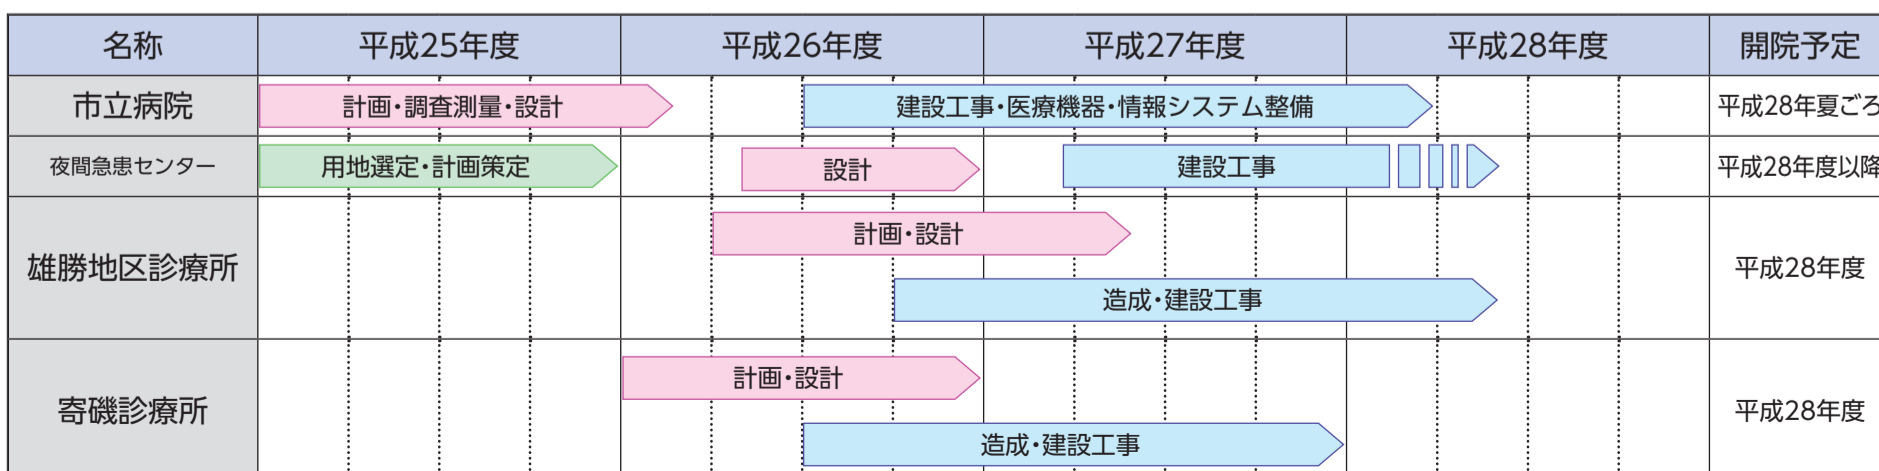 名称 平成25年度 平成26年度 平成27年度 平成28年度 開院予定
市立病院 計画・調査測量・設計 建設工事・医療機器・情報システム整備 平成28年夏ごろ
夜間急患センター 用地選定・計画策定 設計 建設工事 平成28年度以降
雄勝地区診療所 計画・設計 造成・建設工事 平成28年度
寄磯診療所 計画・設計 造成・建設工事 平成28年度